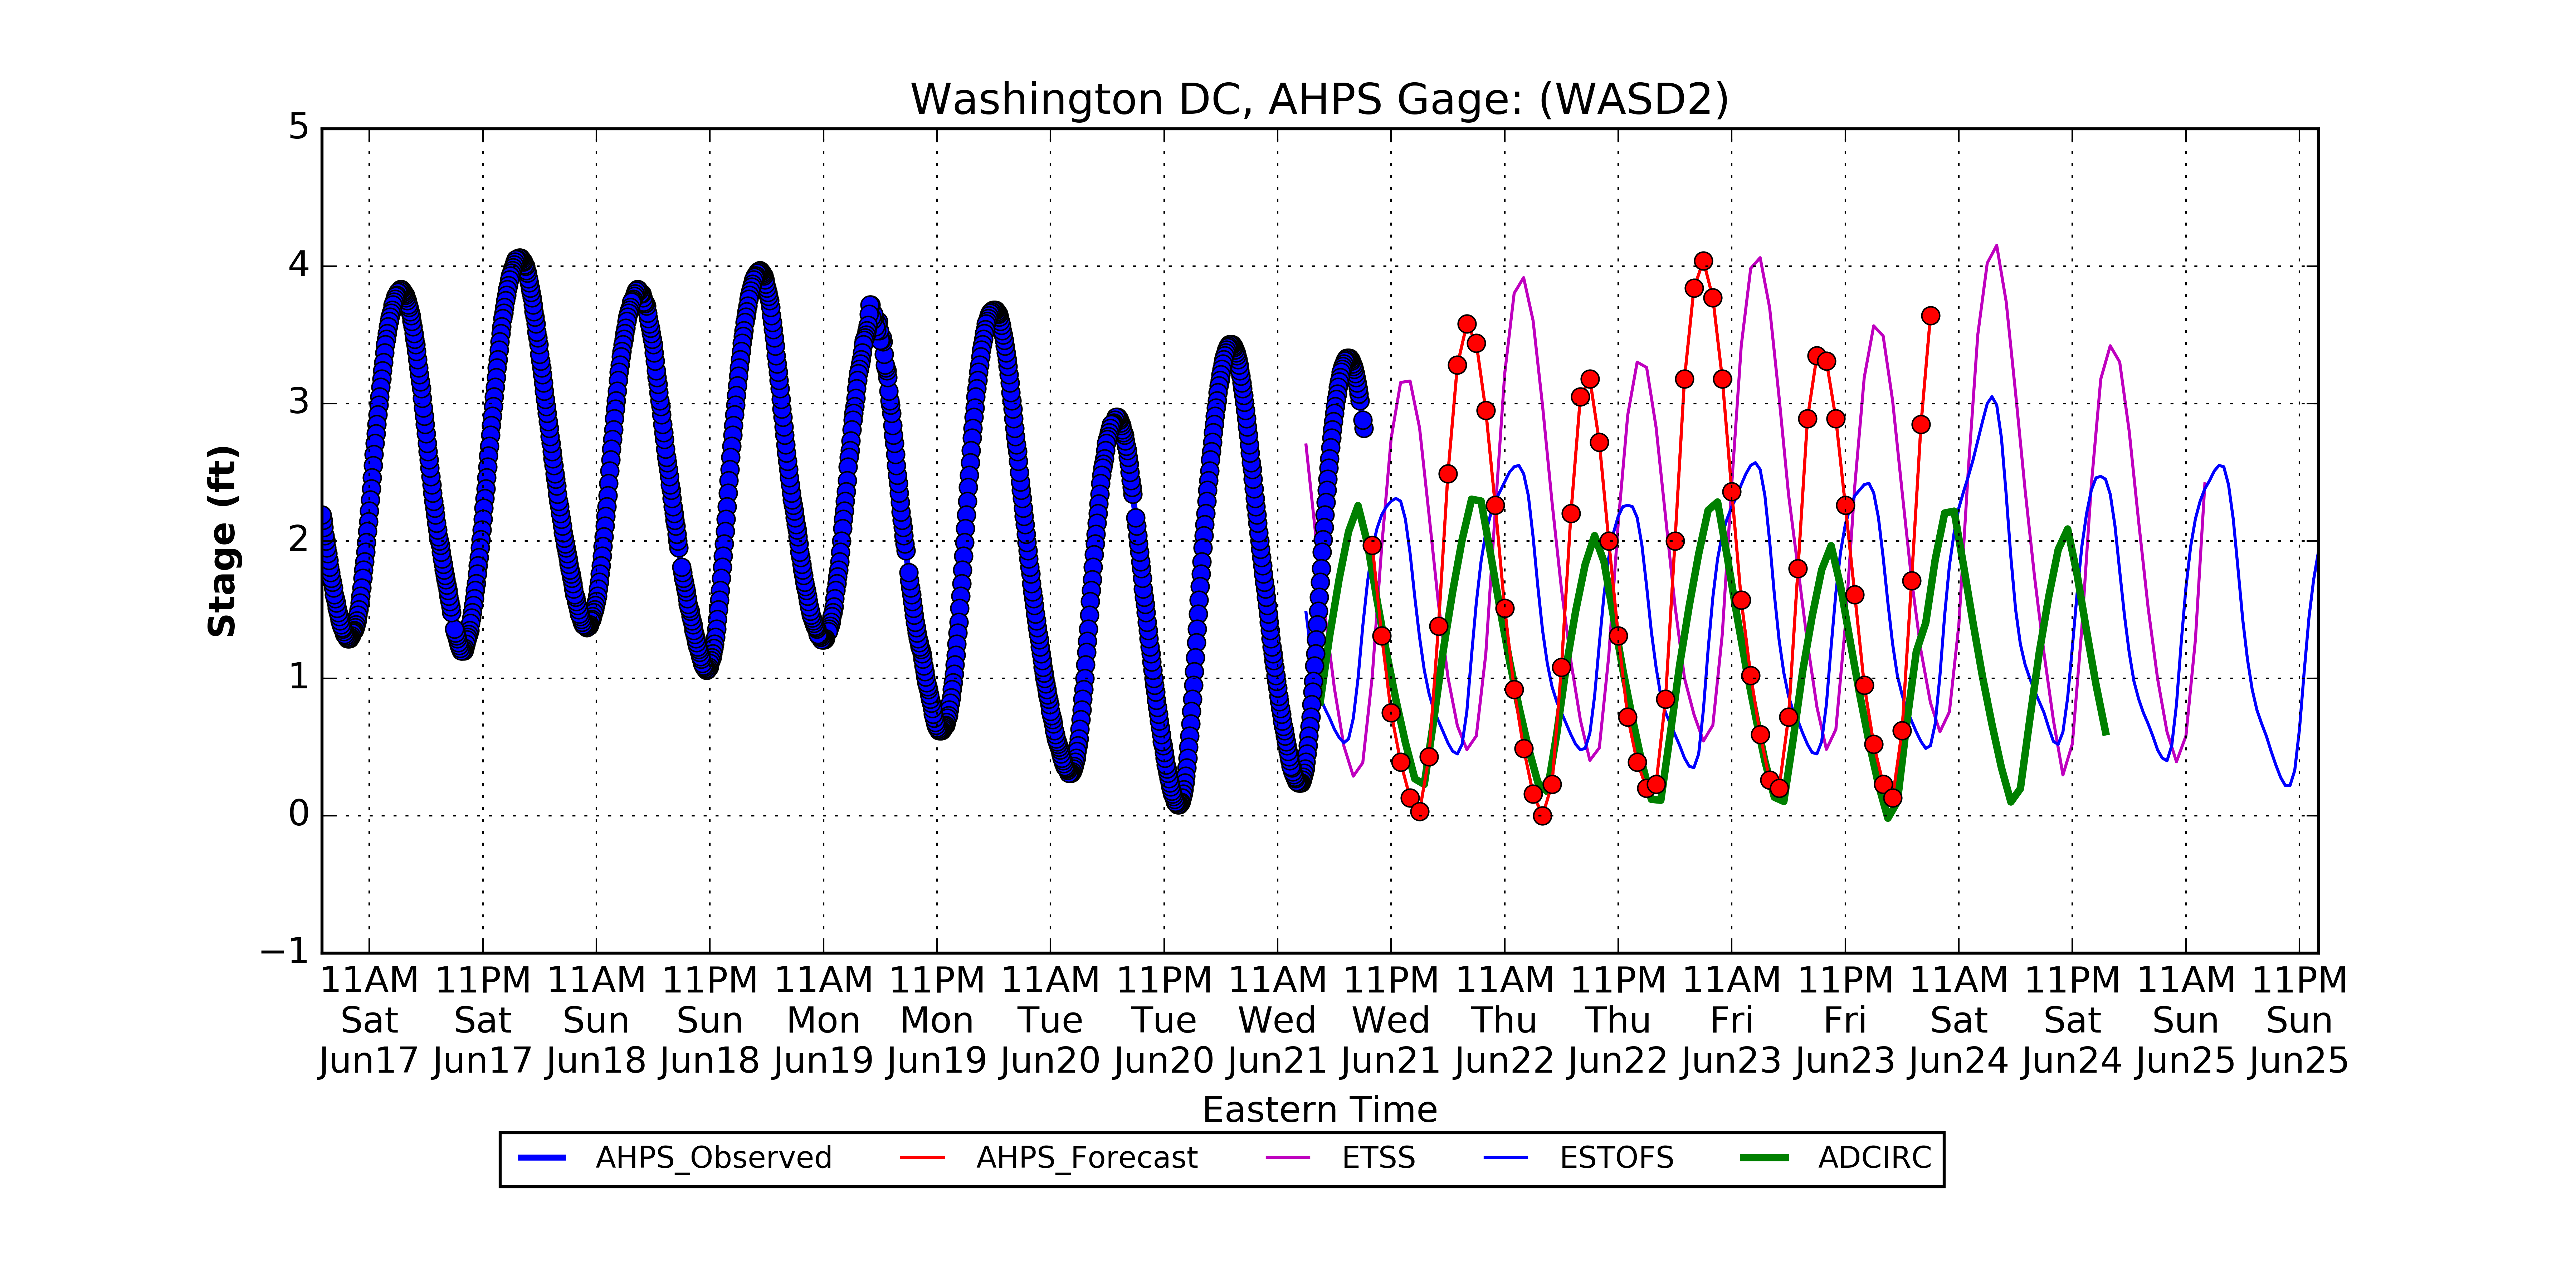 Washington DC, AHPS Gage: (WASD2)
5
4
3
2
1
0
−1
Stage (ft)
11AM 11PM 11AM 11PM 11AM 11PM 11AM 11PM 11AM 11PM 11AM 11PM 11AM 11PM 11AM 11PM 11AM 11PM
Sat Sat Sun Sun Mon Mon Tue Tue Wed Wed Thu Thu Fri Fri Sat Sat Sun Sun
Jun17 Jun17 Jun18 Jun18 Jun19 Jun19 Jun20 Jun20 Jun21 Jun21 Jun22 Jun22 Jun23 Jun23 Jun24 Jun24 Jun25 Jun25
Eastern Time
AHPS_Observed AHPS_Forecast ETSS ESTOFS ADCIRC